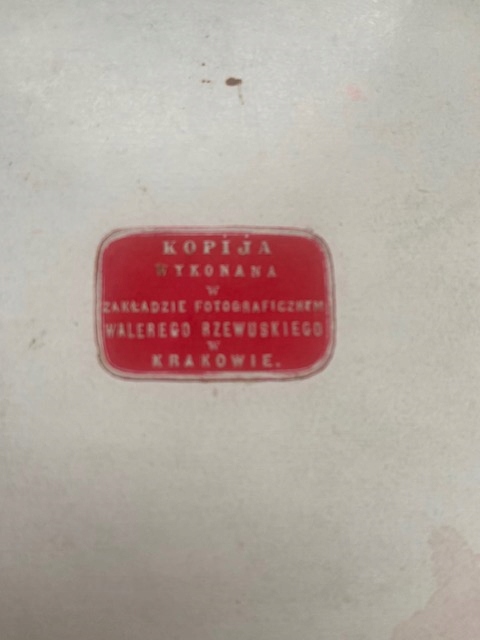 KOPIJA
WYKONANA
W
ZAKŁADZIE FOTOGRAFICZNEM
WALEREGO RZEWUSKIEGO
W
KRAKOWIE.